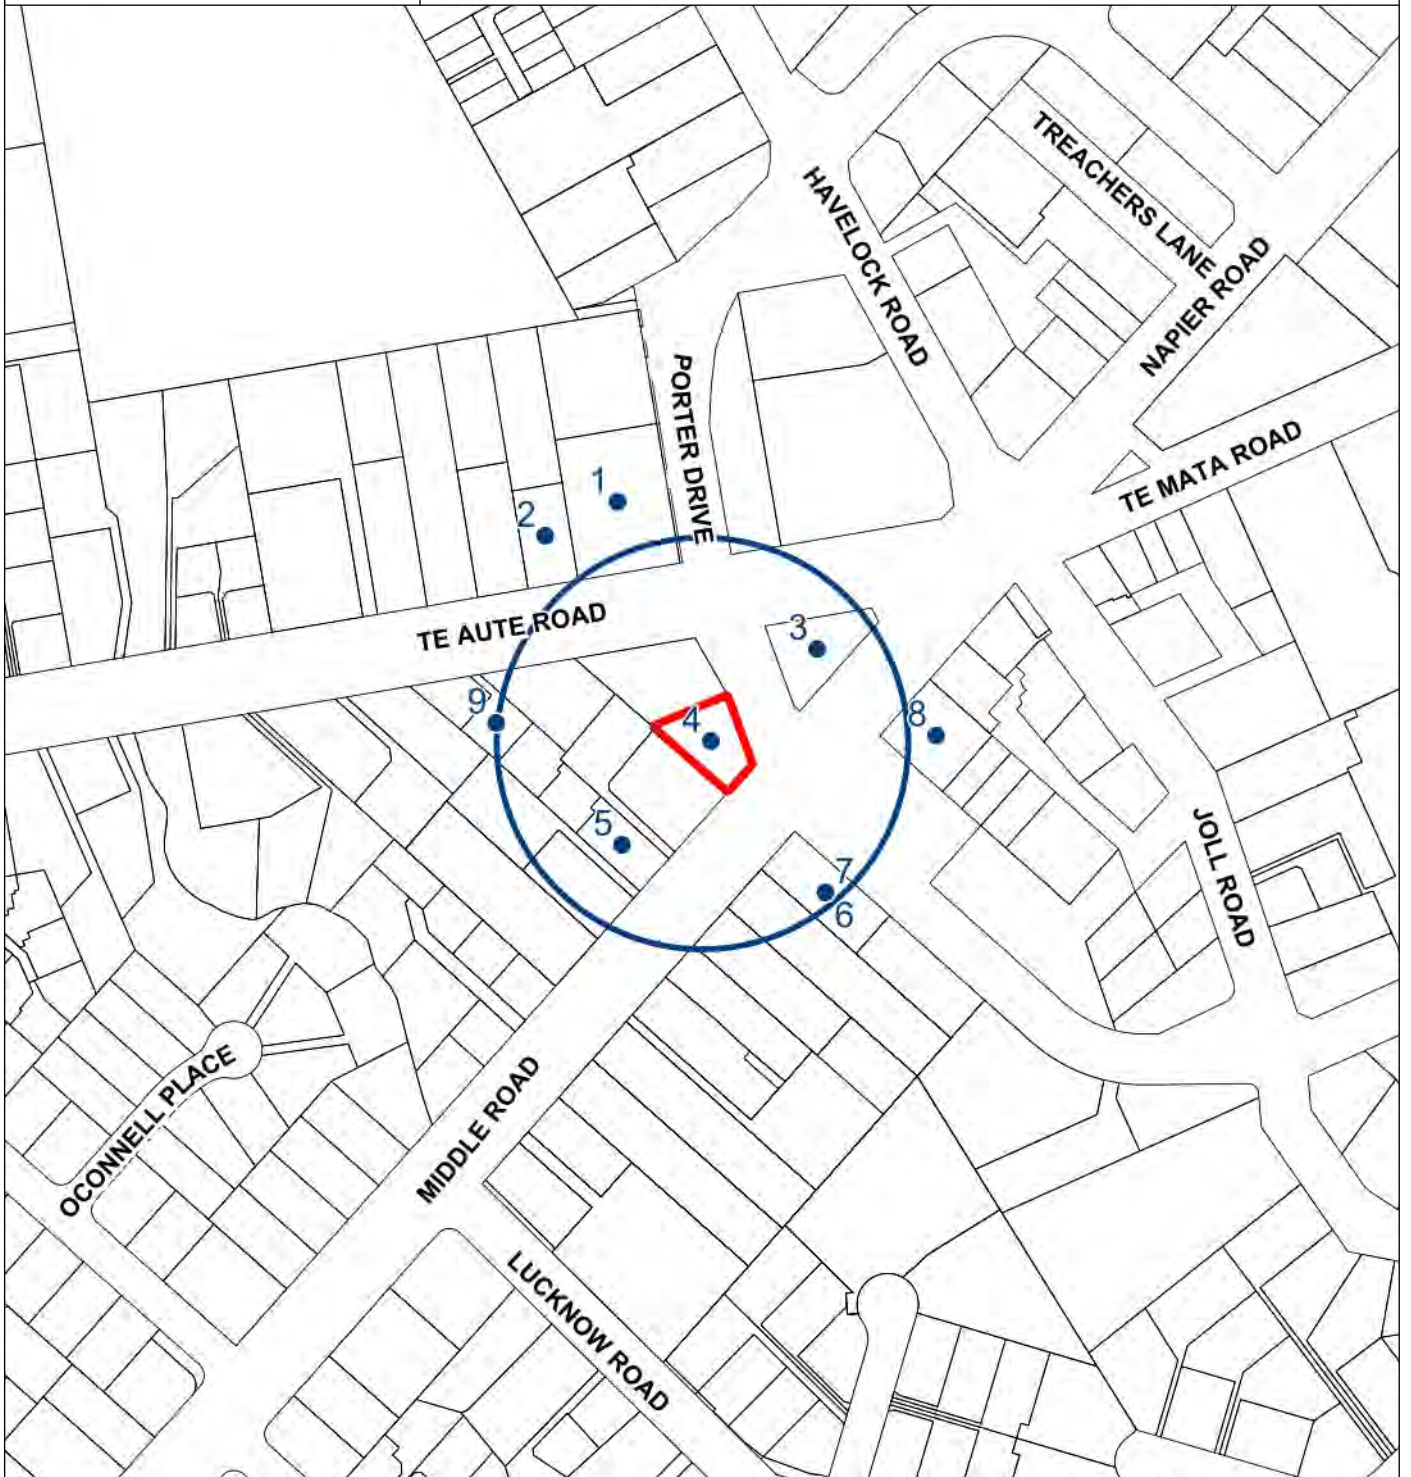 TREACHERS LANE
HAVELOCK ROAD
NAPIER ROAD
PORTER DRIVE
TE MATA ROAD
1
2
TE AUTE ROAD
3
9
4
8
5
7
6
JOLL ROAD
OCONNELL PLACE
MIDDLE ROAD
LUCKNOW ROAD